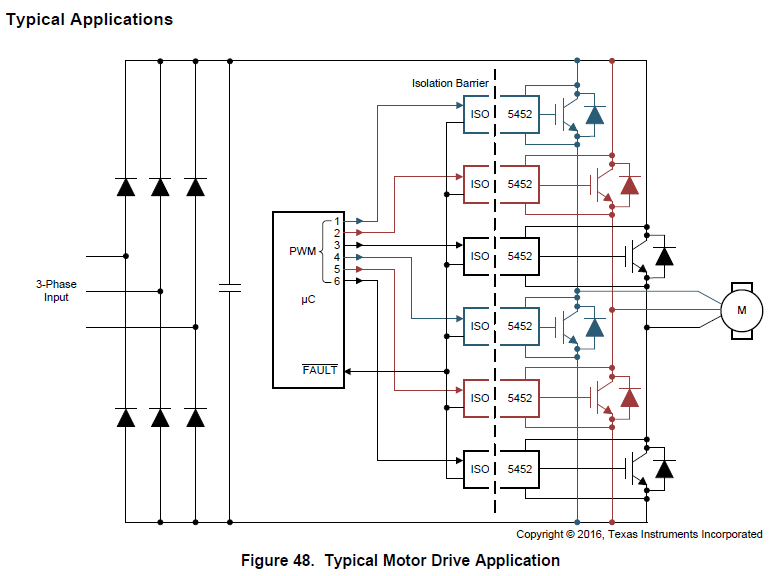 Typical Applications
Isolation Barrier
ISO 5452
ISO 5452
1
2
PWM 3
4
5
6
ISO 5452
3-Phase
Input
µC
M
ISO 5452
FAULT
ISO 5452
ISO 5452
Copyright © 2016, Texas Instruments Incorporated
Figure 48. Typical Motor Drive Application